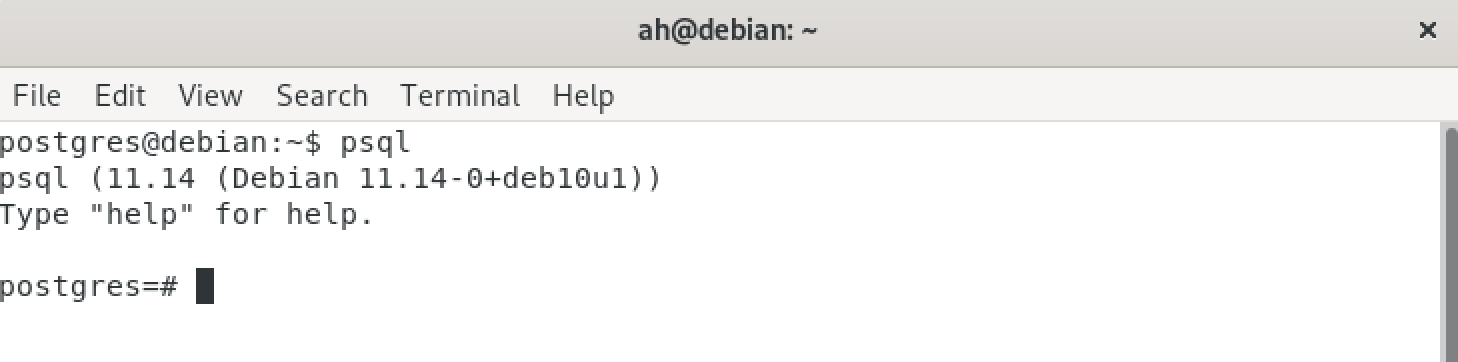 ah@debian: ~
File Edit View Search Terminal Help
postgres@debian:~$ psql
psql (11.14 (Debian 11.14-0+deb10u1))
Type "help" for help.
postgres=#